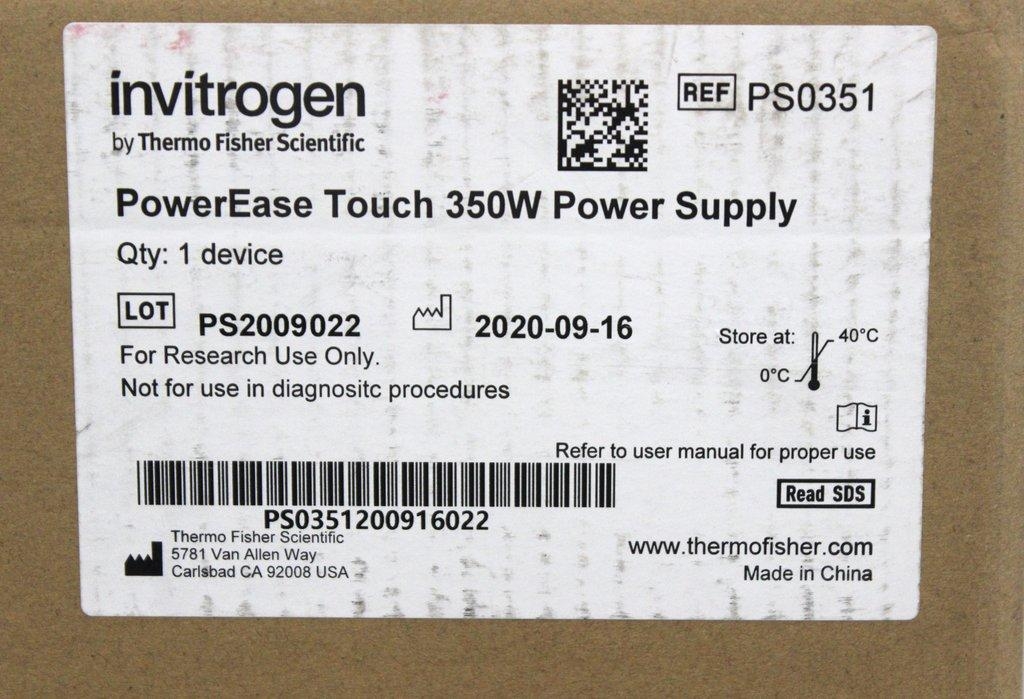 invitrogen
by Thermo Fisher Scientific
REF PS0351
PowerEase Touch 350W Power Supply
Qty: 1 device
LOT PS2009022 2020-09-16
For Research Use Only.
Not for use in diagnositc procedures
Store at: 40°C
0°C
i
Refer to user manual for proper use
Read SDS
PS0351200916022
Thermo Fisher Scientific
5781 Van Allen Way
Carlsbad CA 92008 USA
www.thermofisher.com
Made in China